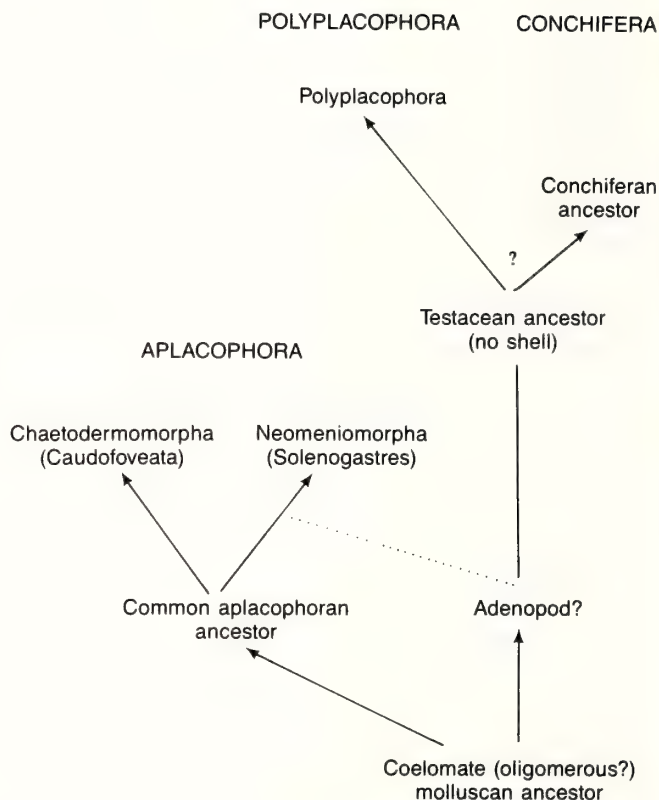 POLYPLACOPHORA CONCHIFERA
Polyplacophora
Conchiferan
ancestor
?
Testacean ancestor
(no shell)
APLACOPHORA
Chaetodermomorpha
(Caudofoveata)
Neomeniomorpha
(Solenogastres)
Common aplacophoran
ancestor
Adenopod?
Coelomate (oligomerous?)
molluscan ancestor